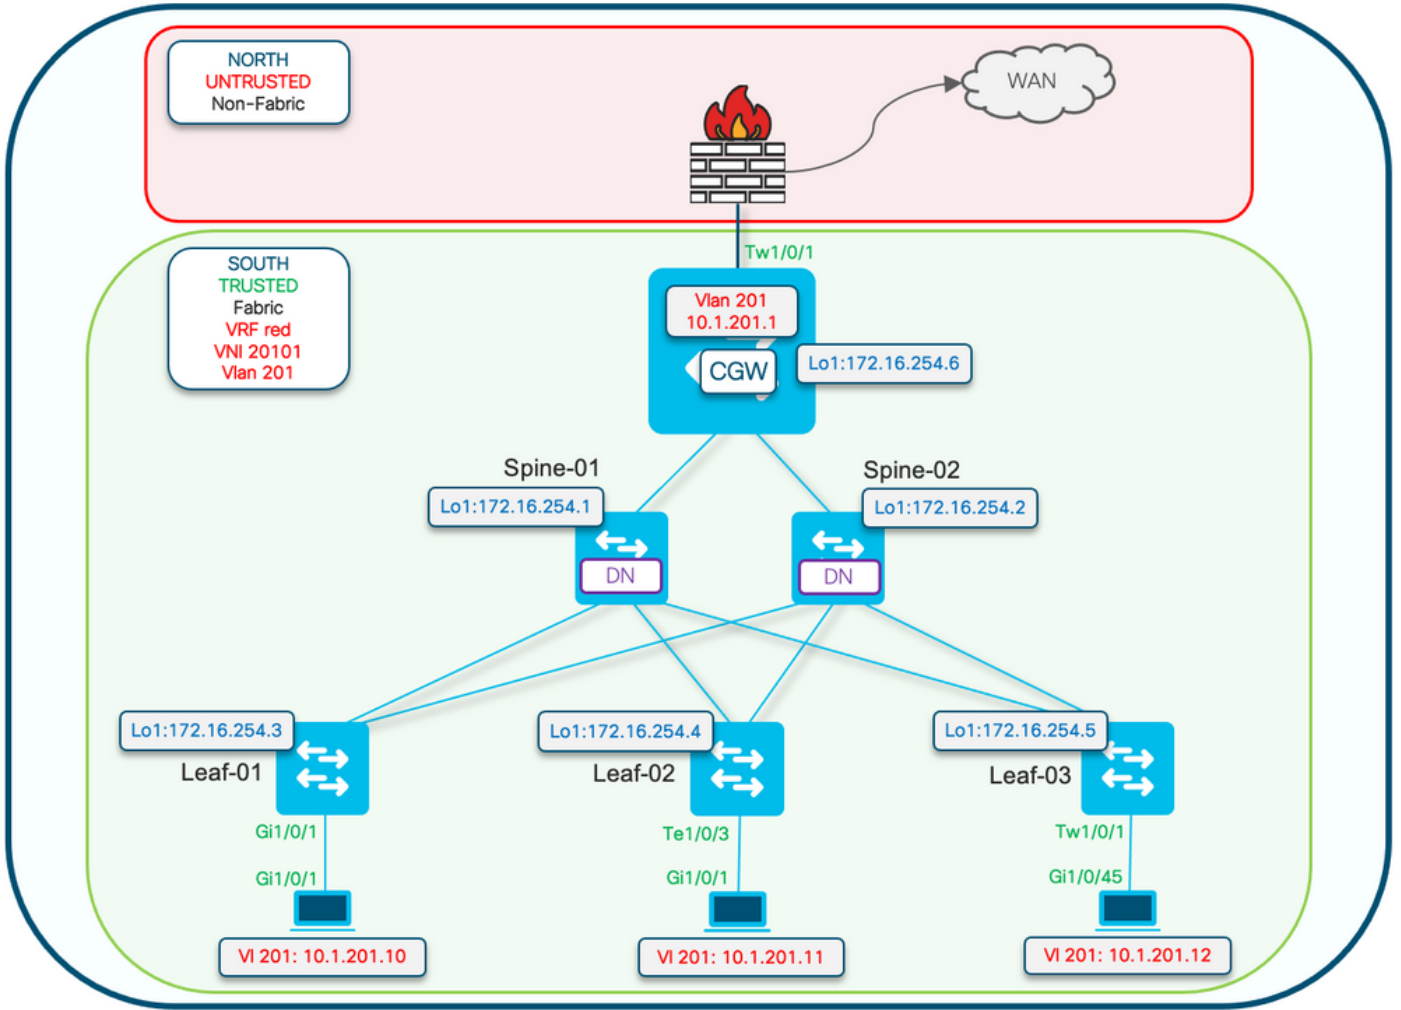 NORTH
UNTRUSTED
Non-Fabric
WAN
Tw1/0/1
SOUTH
TRUSTED
Fabric
VRF red
VNI 20101
Vlan 201
Vlan 201
10.1.201.1
CGW
Lo1:172.16.254.6
Spine-01
Lo1:172.16.254.1
DN
Spine-02
Lo1:172.16.254.2
DN
Lo1:172.16.254.3
Leaf-01
Lo1:172.16.254.4
Leaf-02
Lo1:172.16.254.5
Leaf-03
Gi1/0/1
Gi1/0/1
Te1/0/3
Gi1/0/1
Tw1/0/1
Gi1/0/45
Vl 201: 10.1.201.10
Vl 201: 10.1.201.11
Vl 201: 10.1.201.12